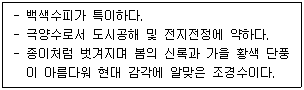 - 백색수피가 특이하다.
- 극양수로서 도시공해 및 전지전정에 약하다.
- 종이처럼 벗겨지며 봄의 신록과 가을 황색 단풍
이 아름다워 현대 감각에 알맞은 조경수이다.